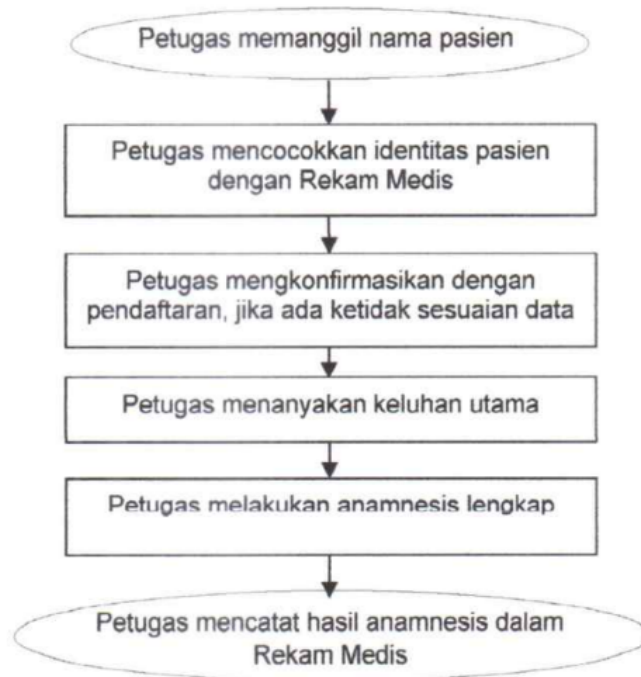 Petugas memanggil nama pasien
Petugas mencocokkan identitas pasien
dengan Rekam Medis
Petugas mengkonfirmasikan dengan
pendaftaran, jika ada ketidak sesuaian data
Petugas menanyakan keluhan utama
Petugas melakukan anamnesis lengkap
Petugas mencatat hasil anamnesis dalam
Rekam Medis